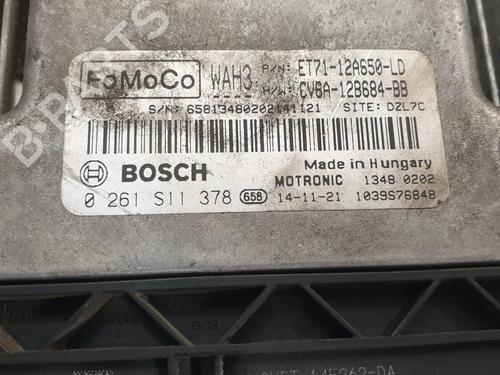 FoMoCo WAH3 P/N: ET71-12A650-LD
H/W: CV6A-12B684-BB
S/N: 65813480202141121 SITE: DZL7C
BOSCH Made in Hungary
MOTRONIC 1348 0202
0 261 S11 378 658 14-11-21 1039S76848
B-PARTS